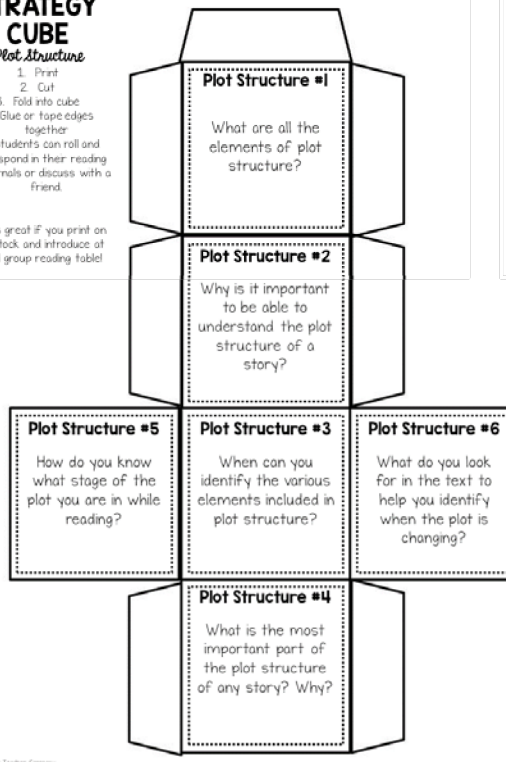 CUBE
Plot Structure
1. Print
2. Cut
3. Fold into cube
Glue or tape edges
together
tudents can roll and
spond in their reading
nals or discuss with a
friend.
great if you print on
tock and introduce at
group reading table!
Plot Structure #1
What are all the
elements of plot
structure?
Plot Structure #2
Why is it important
to be able to
understand the plot
structure of a
story?
Plot Structure #5
How do you know
what stage of the
plot you are in while
reading?
Plot Structure #3
When can you
identify the various
elements included in
plot structure?
Plot Structure #6
What do you look
for in the text to
help you identify
when the plot is
changing?
Plot Structure #4
What is the most
important part of
the plot structure
of any story? Why?